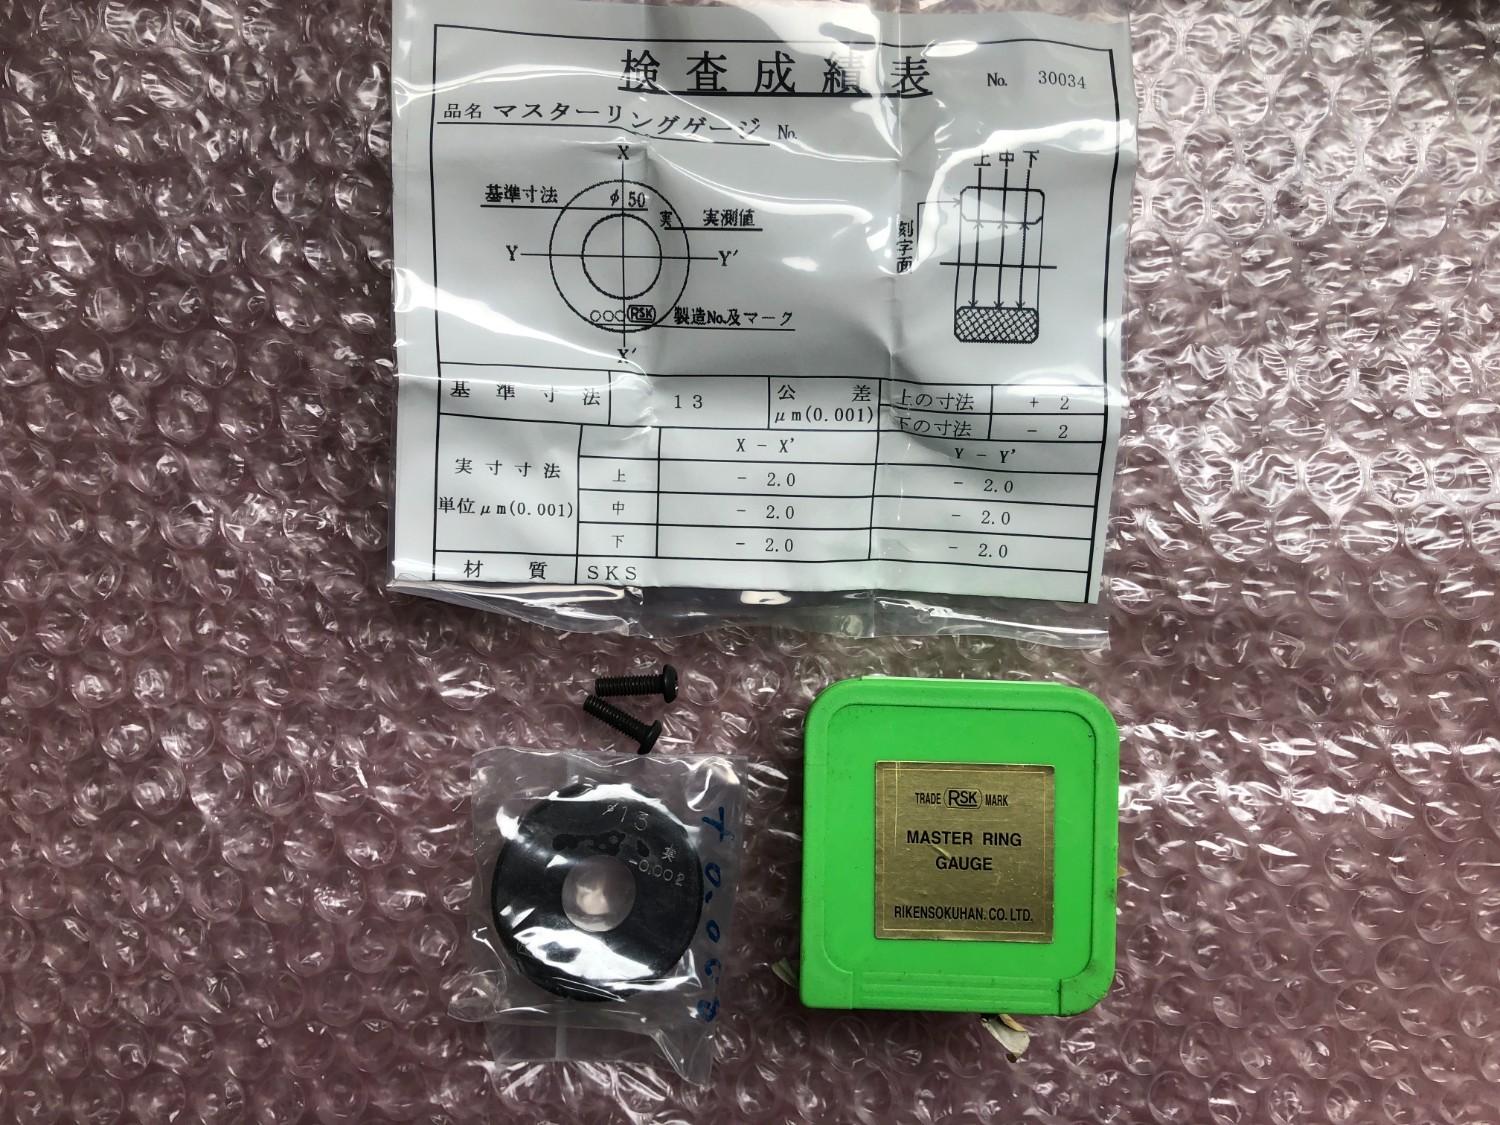 検査成績表 No. 30034
品名 マスターリングゲージ No.
X
基準寸法 φ50
実 実測値
Y Y'
○○○ RSK 製造No.及マーク
X'
上 中 下
刻字面
基準寸法 13 公差 μm(0.001) 上の寸法 + 2
下の寸法 - 2
X - X' Y - Y'
実寸寸法 単位μm(0.001)
上 - 2.0 - 2.0
中 - 2.0 - 2.0
下 - 2.0 - 2.0
材質 SKS
φ13
実
-0.002
TRADE RSK MARK
MASTER RING
GAUGE
RIKENSOKUHAN.CO.LTD.